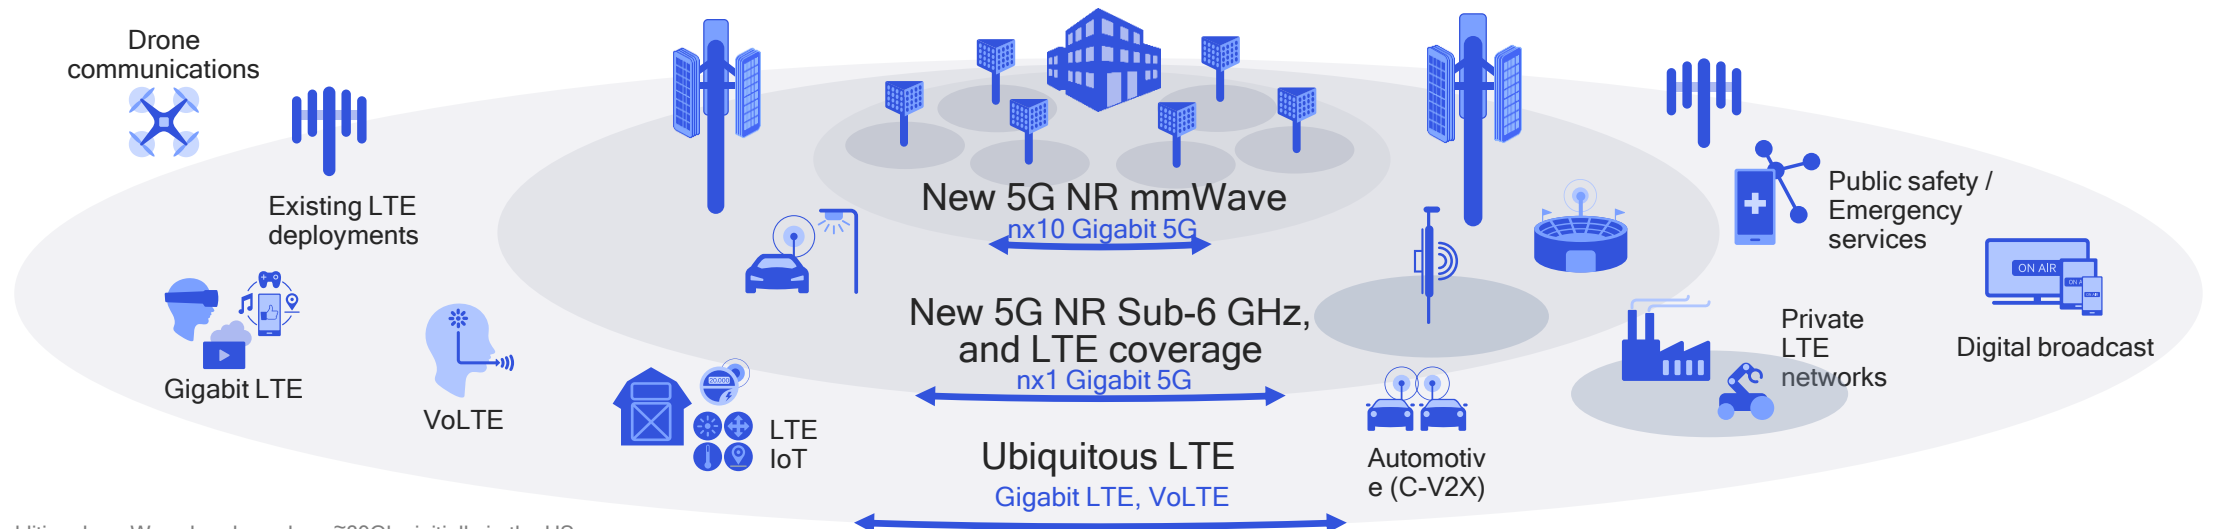 Drone
communications
Existing LTE
deployments
Gigabit LTE
VoLTE
LTE
IoT
New 5G NR mmWave
nx10 Gigabit 5G
New 5G NR Sub-6 GHz,
and LTE coverage
nx1 Gigabit 5G
Ubiquitous LTE
Gigabit LTE, VoLTE
Automotiv
e (C-V2X)
Public safety /
Emergency
services
Private
LTE
networks
ON AIR
ON AIR
Digital broadcast